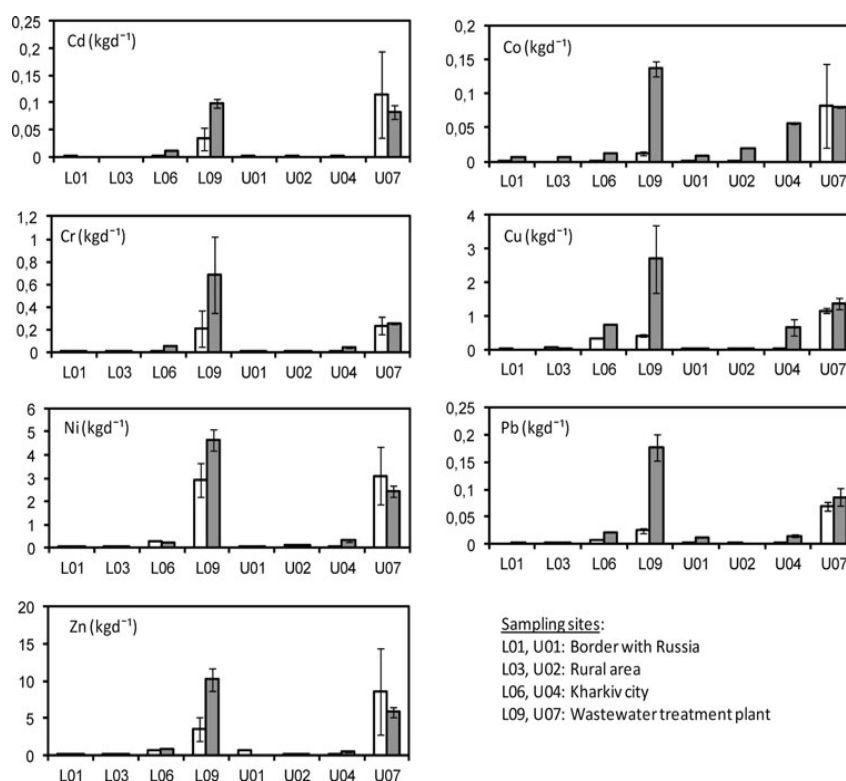 Cd (kgd⁻¹)
0,25
0,2
0,15
0,1
0,05
0
L01 L03 L06 L09 U01 U02 U04 U07
Co (kgd⁻¹)
0,2
0,15
0,1
0,05
0
L01 L03 L06 L09 U01 U02 U04 U07
Cr (kgd⁻¹)
1,2
1
0,8
0,6
0,4
0,2
0
L01 L03 L06 L09 U01 U02 U04 U07
Cu (kgd⁻¹)
4
3
2
1
0
L01 L03 L06 L09 U01 U02 U04 U07
Ni (kgd⁻¹)
6
5
4
3
2
1
0
L01 L03 L06 L09 U01 U02 U04 U07
Pb (kgd⁻¹)
0,25
0,2
0,15
0,1
0,05
0
L01 L03 L06 L09 U01 U02 U04 U07
Zn (kgd⁻¹)
20
15
10
5
0
L01 L03 L06 L09 U01 U02 U04 U07
Sampling sites:
L01, U01: Border with Russia
L03, U02: Rural area
L06, U04: Kharkiv city
L09, U07: Wastewater treatment plant